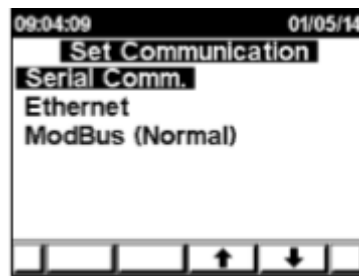 09:04:09 01/05/14
Set Communication
Serial Comm.
Ethernet
ModBus (Normal)